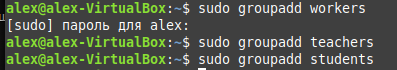 alex@alex-VirtualBox:~$ sudo groupadd workers
[sudo] пароль для alex:
alex@alex-VirtualBox:~$ sudo groupadd teachers
alex@alex-VirtualBox:~$ sudo groupadd students